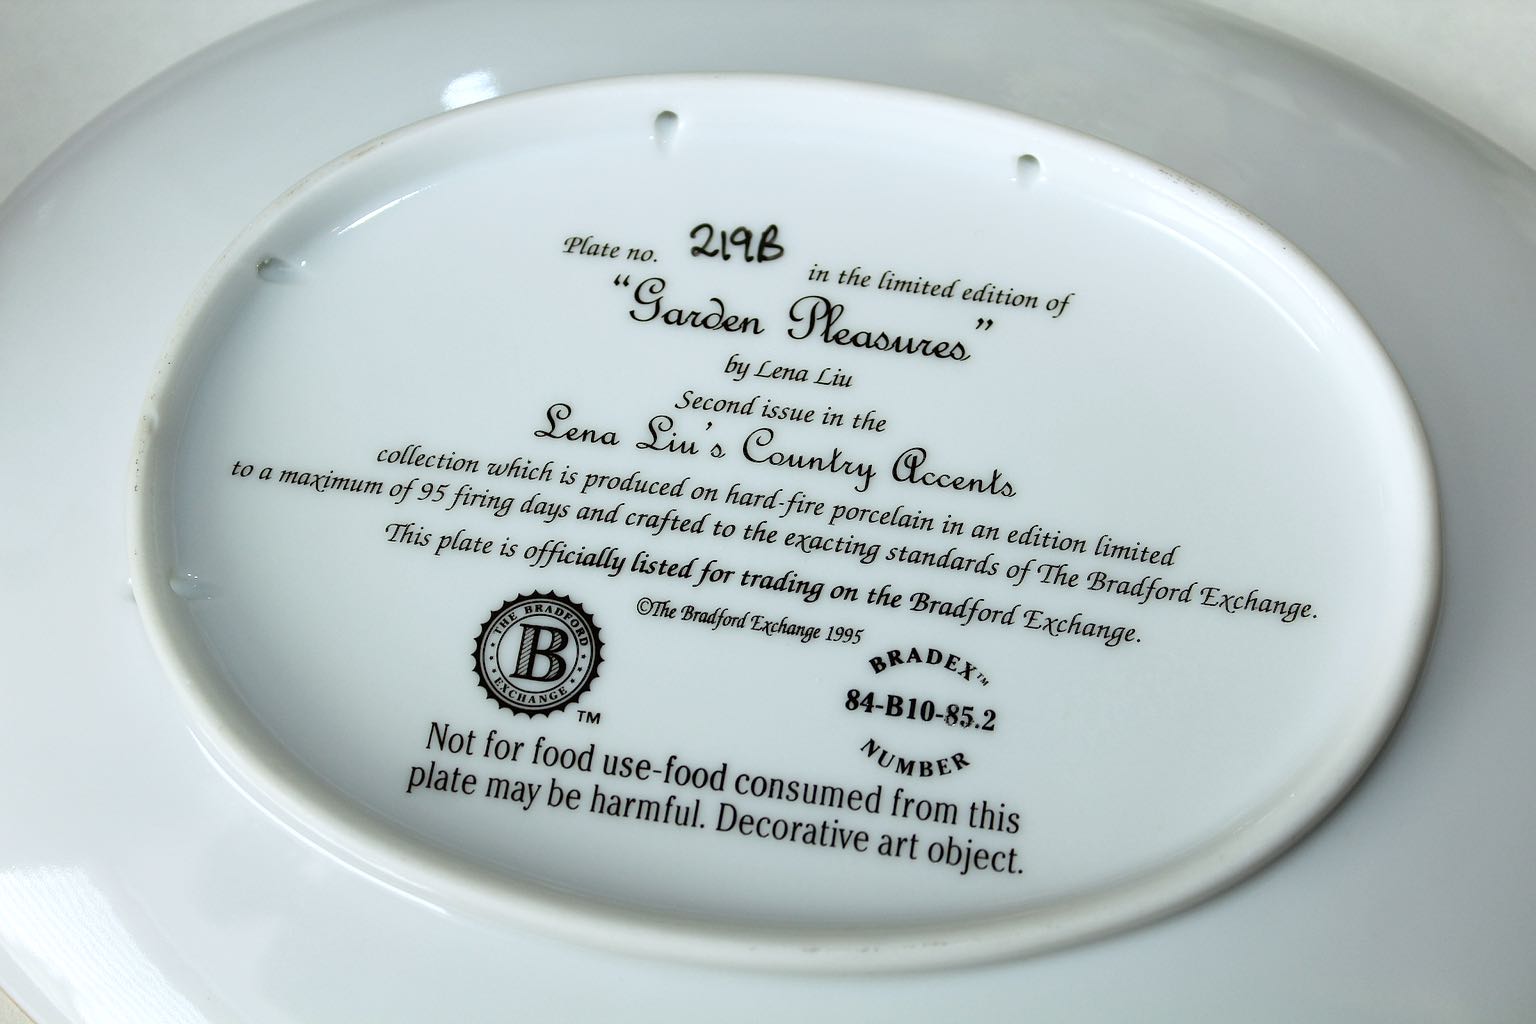 Plate no. 219B in the limited edition of
“Garden Pleasures”
by Lena Liu
Second issue in the
Lena Liu's Country Accents
collection which is produced on hard-fire porcelain in an edition limited
to a maximum of 95 firing days and crafted to the exacting standards of The Bradford Exchange.
This plate is officially listed for trading on the Bradford Exchange.
©The Bradford Exchange 1995
THE BRADFORD
B
EXCHANGE
TM
BRADEX™
84-B10-85.2
NUMBER
Not for food use-food consumed from this
plate may be harmful. Decorative art object.